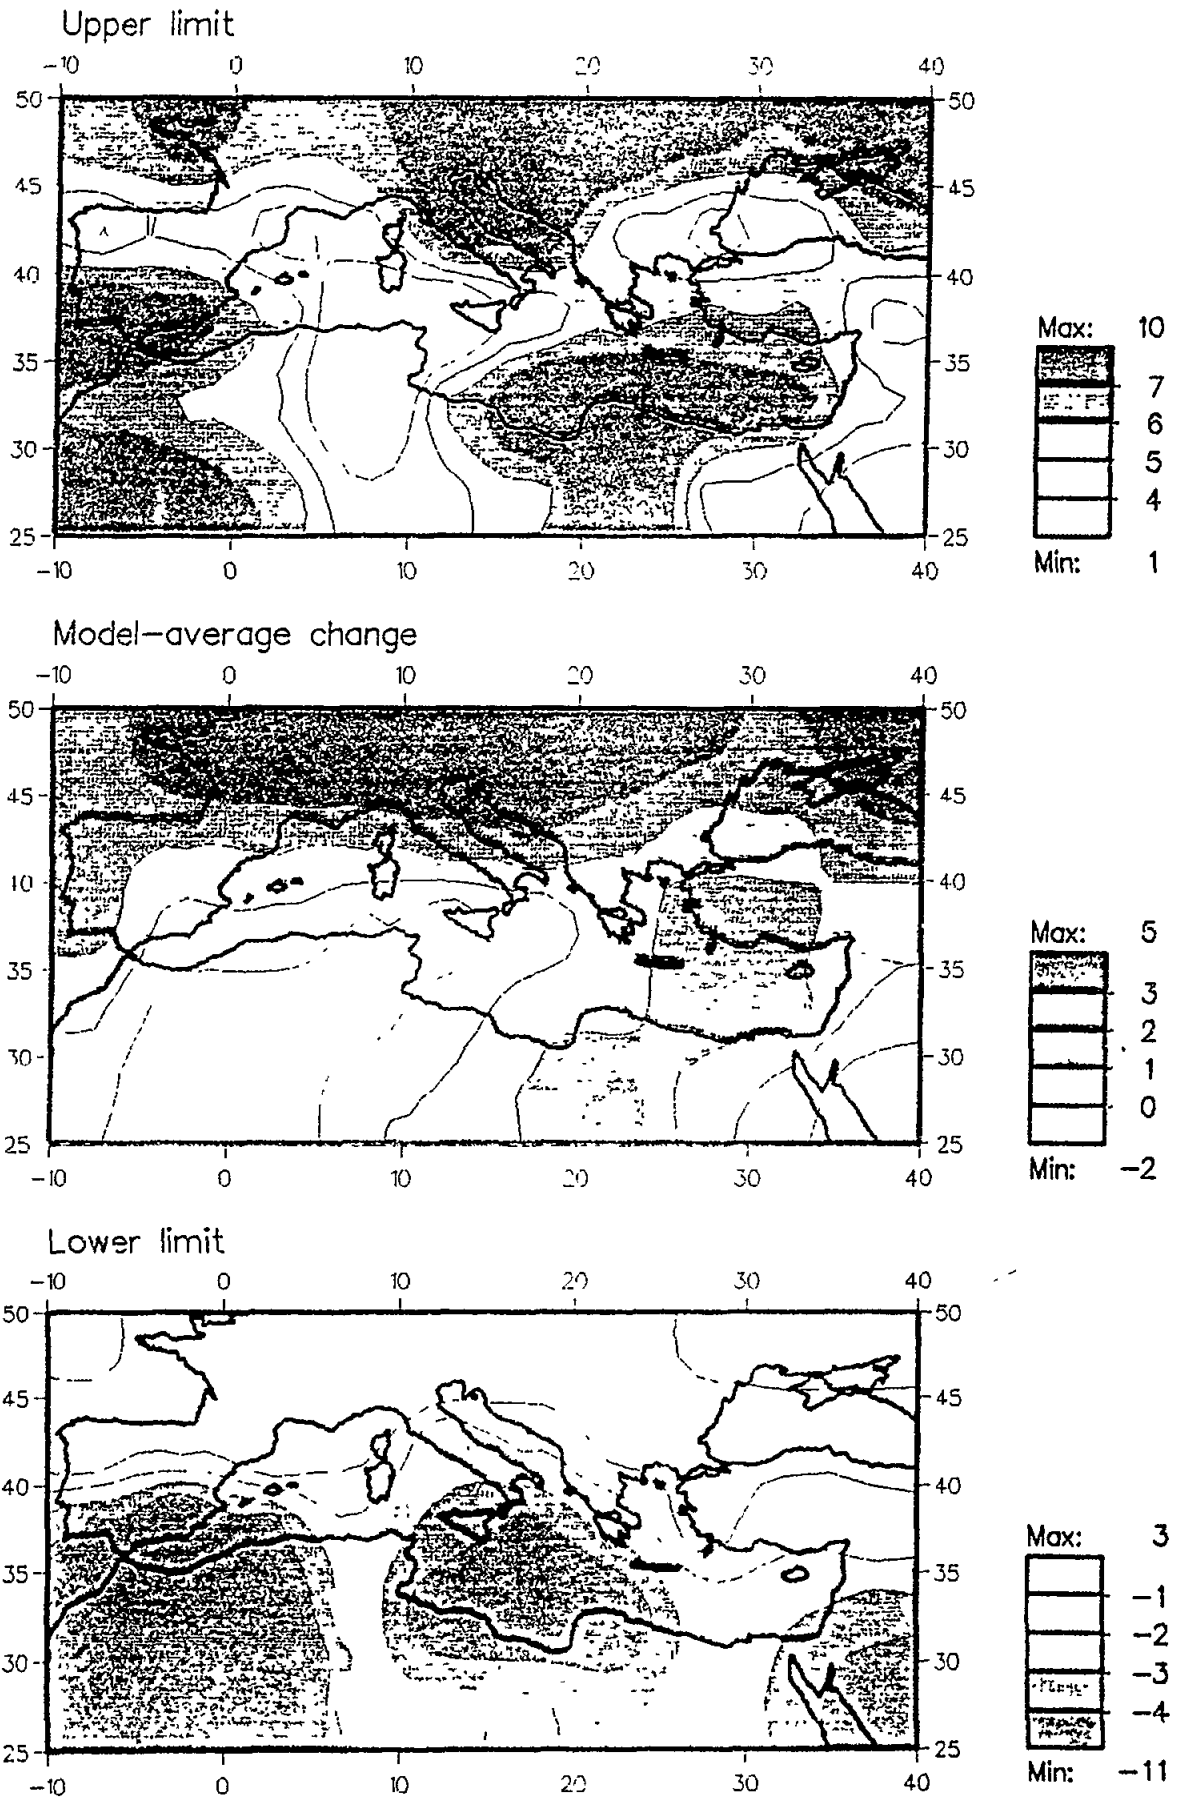 Upper limit
-10 0 10 20 30 40
50 50
45 45
40 40
Max: 10
35 35
7
6
30 30
5
4
25 25
Min: 1
-10 0 10 20 30 40
Model-average change
-10 0 10 20 30 40
50 50
45 45
10 40
Max: 5
35 35
3
2
30 30
1
0
25 25
Min: -2
-10 0 10 20 30 40
Lower limit
-10 0 10 20 30 40
50 50
45 45
40 40
Max: 3
35 35
-1
-2
30 30
-3
-4
25 25
Min: -11
-10 0 10 20 30 40